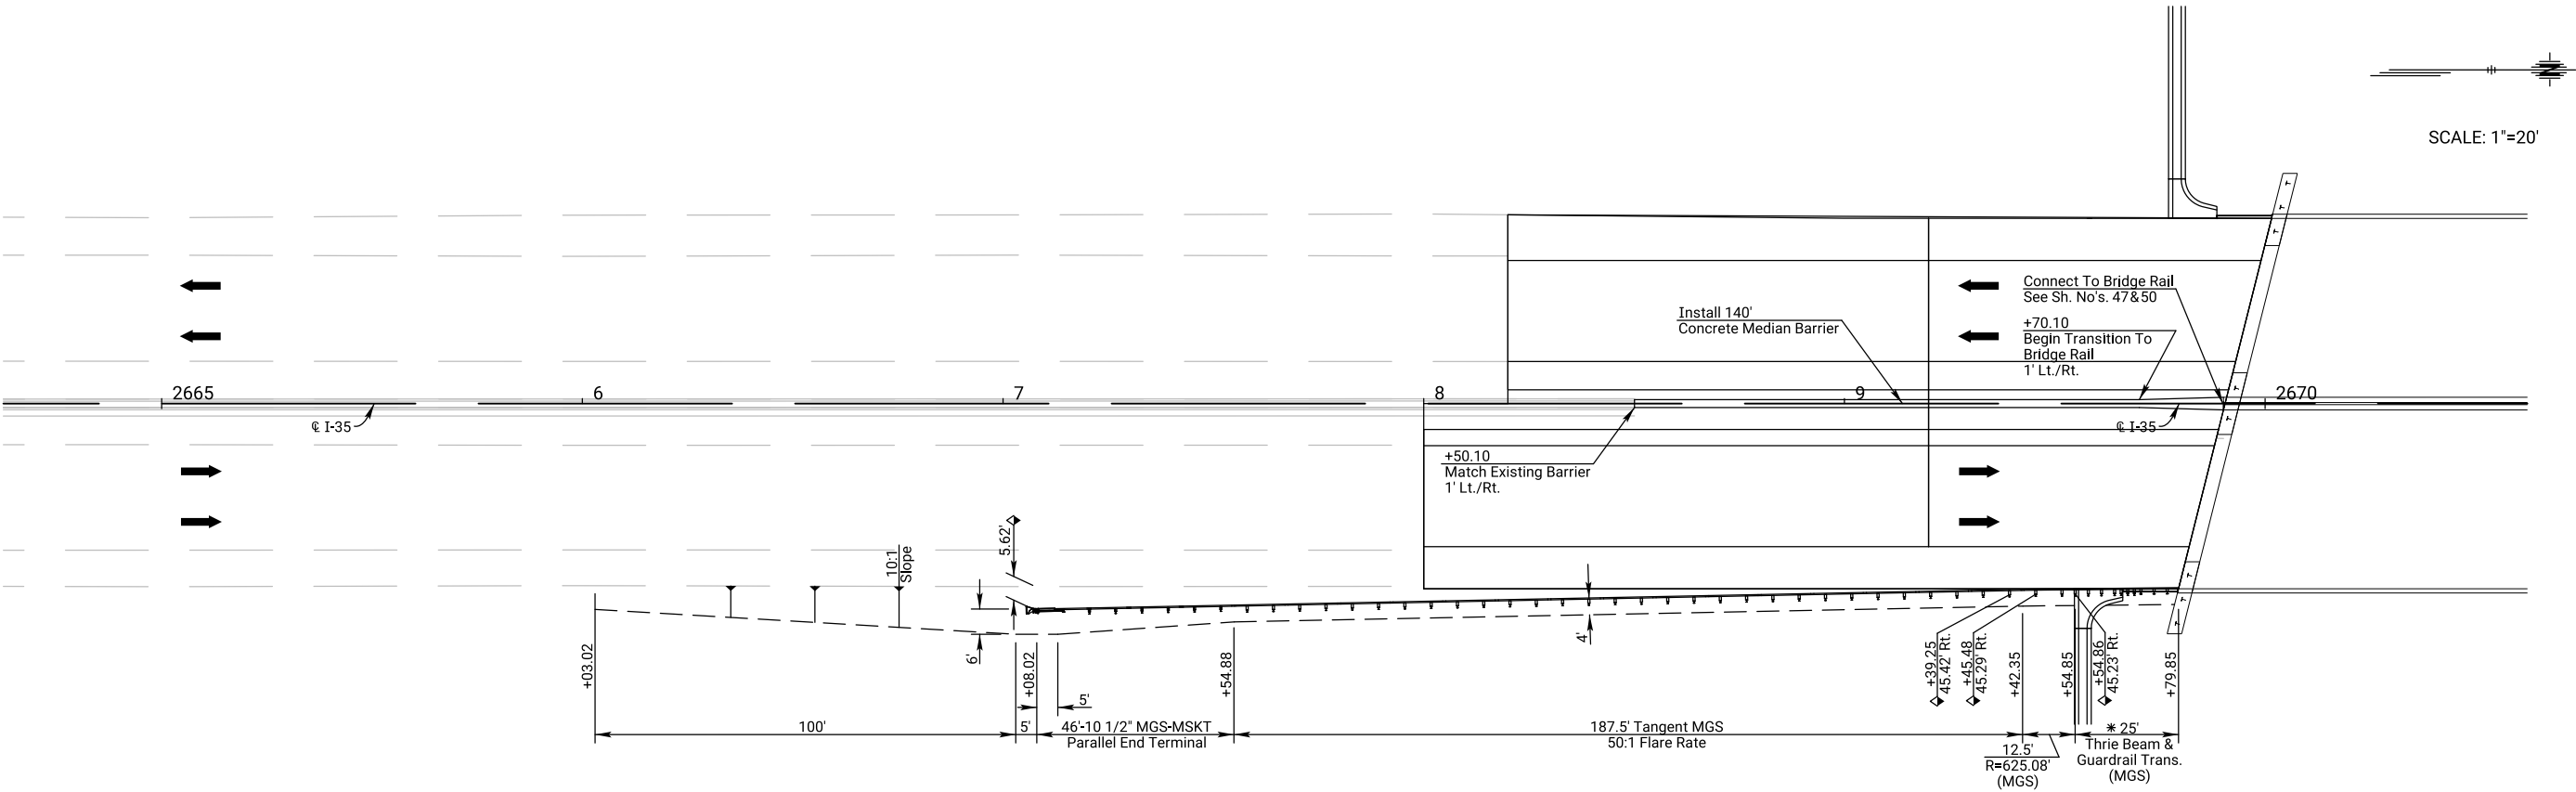 N
SCALE: 1"=20'
Connect To Bridge Rail
See Sh. No's. 47&50
Install 140'
Concrete Median Barrier
+70.10
Begin Transition To
Bridge Rail
1' Lt./Rt.
2665
6
7
8
9
2670
℄ I-35
℄ I-35
+50.10
Match Existing Barrier
1' Lt./Rt.
10:1
Slope
5.62'
6'
4'
+03.02
+08.02
+54.88
+39.25
45.42' Rt.
+45.48
45.29' Rt.
+42.35
+54.85
+54.86
45.23' Rt.
+79.85
5'
100'
5'
46'-10 1/2" MGS-MSKT
Parallel End Terminal
187.5' Tangent MGS
50:1 Flare Rate
12.5'
R=625.08'
(MGS)
* 25'
Thrie Beam &
Guardrail Trans.
(MGS)
T
T
T
T
T
T